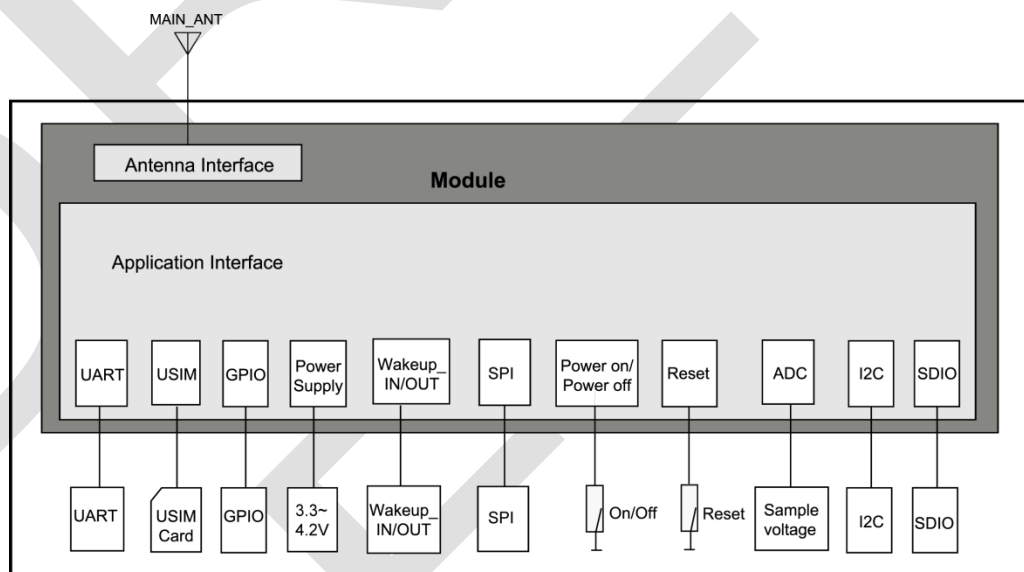 MAIN_ANT
Antenna Interface
Module
Application Interface
UART
USIM
GPIO
Power
Supply
Wakeup_
IN/OUT
SPI
Power on/
Power off
Reset
ADC
I2C
SDIO
UART
USIM
Card
GPIO
3.3~
4.2V
Wakeup_
IN/OUT
SPI
On/Off
Reset
Sample
voltage
I2C
SDIO